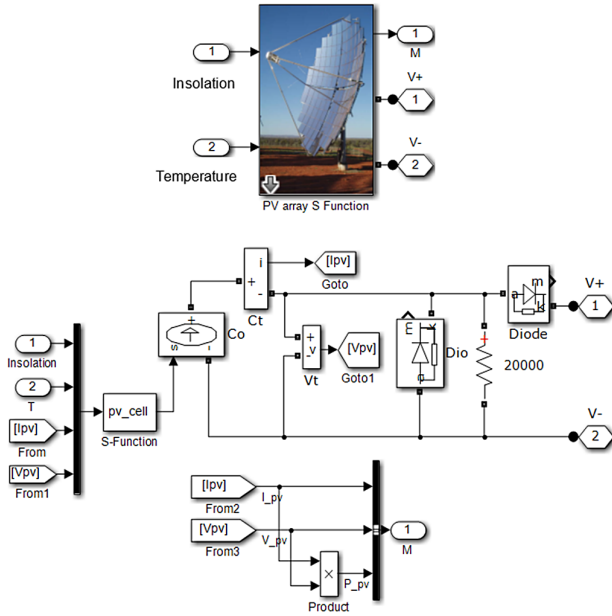 1
Insolation
1
M
V+
1
2
Temperature
V-
2
PV array S Function
i
+
-
Ct
[Ipv]
Goto
+
-
s
Co
+
v
-
Vt
[Vpv]
Goto1
m
k
a
Dio
+
20000
m
a
k
Diode
V+
1
V-
2
1
Insolation
2
T
[Ipv]
From
[Vpv]
From1
pv_cell
S-Function
[Ipv]
From2
I_pv
[Vpv]
From3
V_pv
×
Product
P_pv
1
M